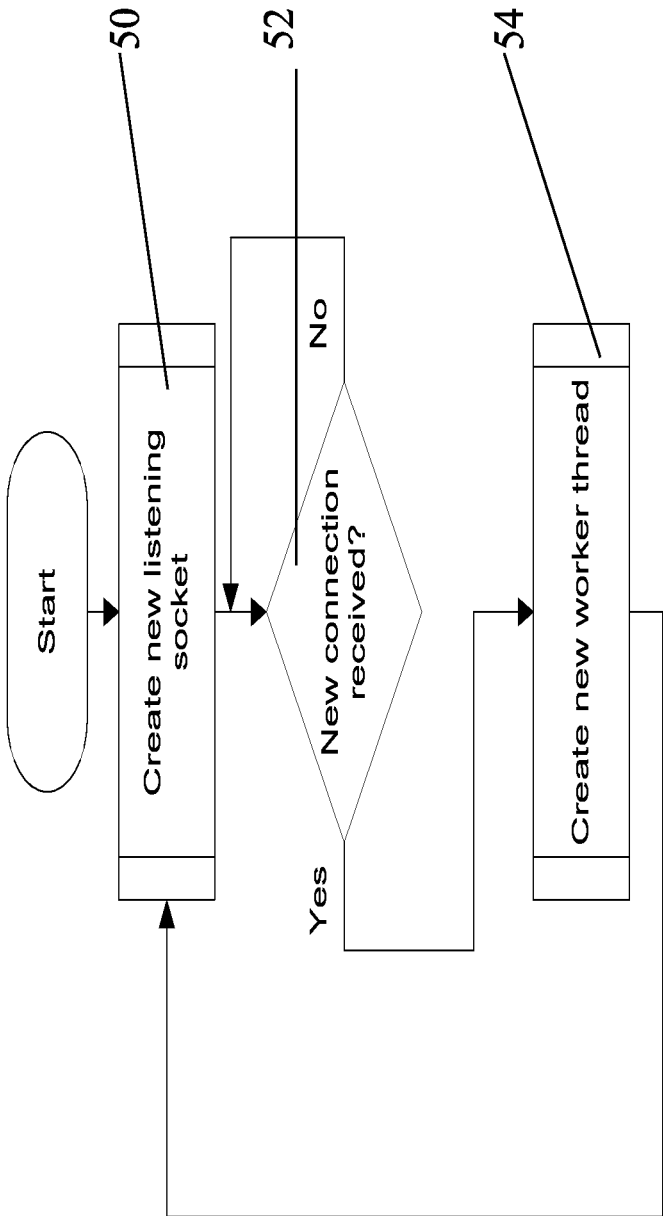 Start
Create new listening
socket
50
New connection
received?
52
No
Yes
Create new worker thread
54